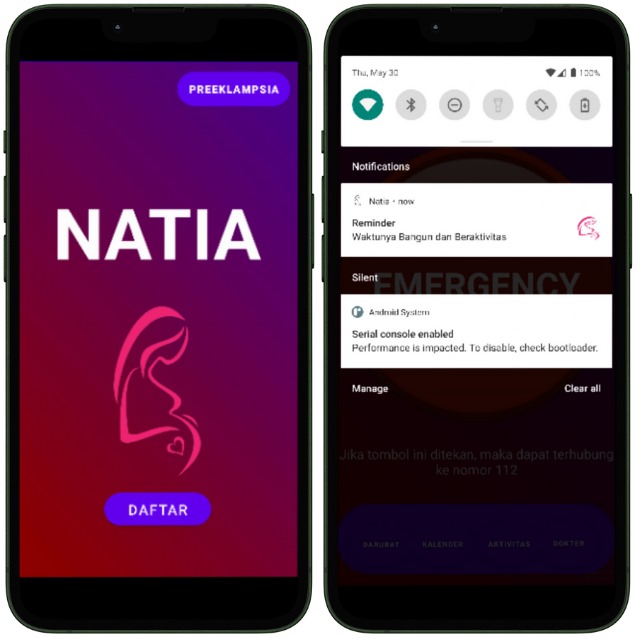 PREEKLAMPSIA
NATIA
DAFTAR
Thu, May 30
100%
Notifications
Natia • now
Reminder
Waktunya Bangun dan Beraktivitas
Silent
EMERGENCY
Android System
Serial console enabled
Performance is impacted. To disable, check bootloader.
Manage
Clear all
Jika tombol ini ditekan, maka dapat terhubung
ke nomor 112
DARURAT KALENDER AKTIVITAS DOKTER